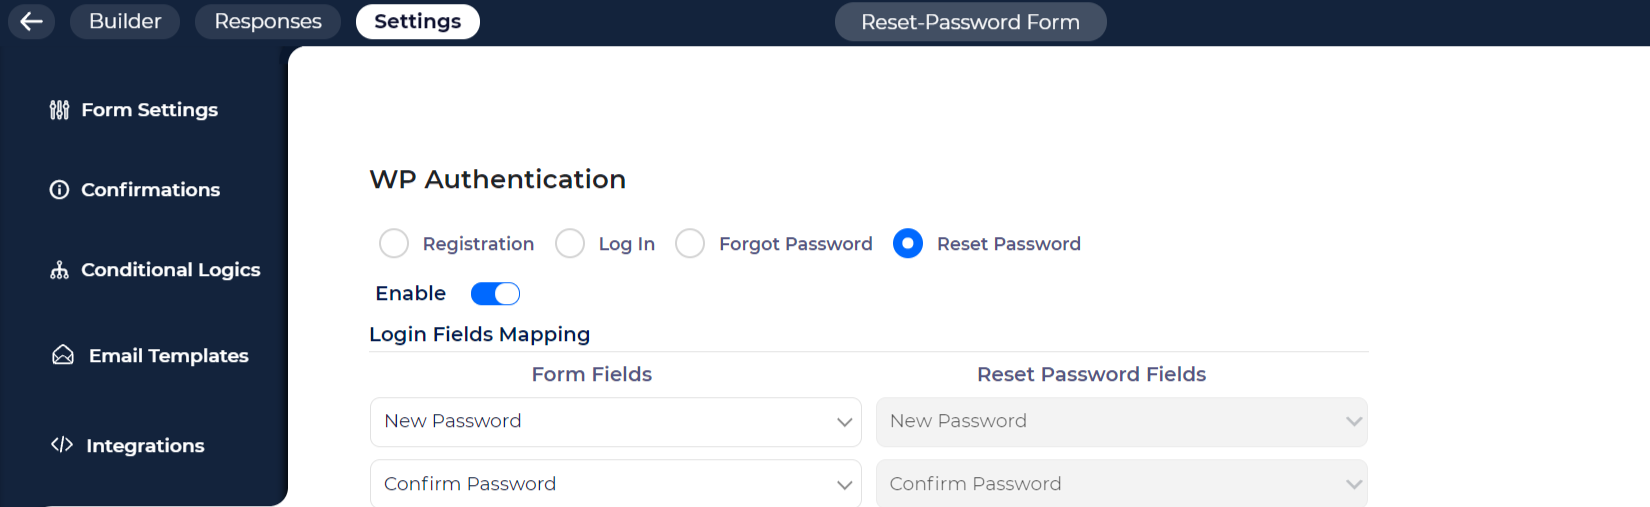 Builder Responses Settings Reset-Password Form
Form Settings
Confirmations
Conditional Logics
Email Templates
Integrations
WP Authentication
Registration Log In Forgot Password Reset Password
Enable
Login Fields Mapping
Form Fields Reset Password Fields
New Password New Password
Confirm Password Confirm Password